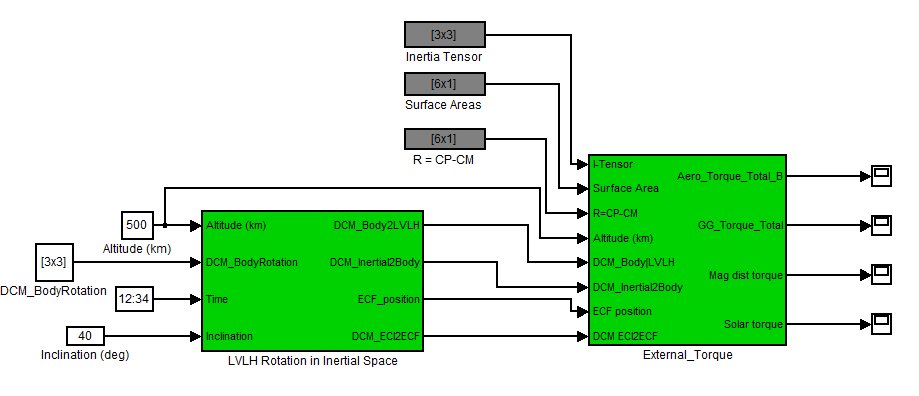 [3x3]
Inertia Tensor
[6x1]
Surface Areas
[6x1]
R = CP-CM
500
Altitude (km)
[3x3]
DCM_BodyRotation
12:34
40
Inclination (deg)
Altitude (km)
DCM_BodyRotation
Time
Inclination
DCM_Body2LVLH
DCM_Inertial2Body
ECF_position
DCM_ECI2ECF
LVLH Rotation in Inertial Space
I-Tensor
Surface Area
R=CP-CM
Altitude (km)
DCM_Body|LVLH
DCM_Inertial2Body
ECF position
DCM ECI2ECF
Aero_Torque_Total_B
GG_Torque_Total
Mag dist torque
Solar torque
External_Torque